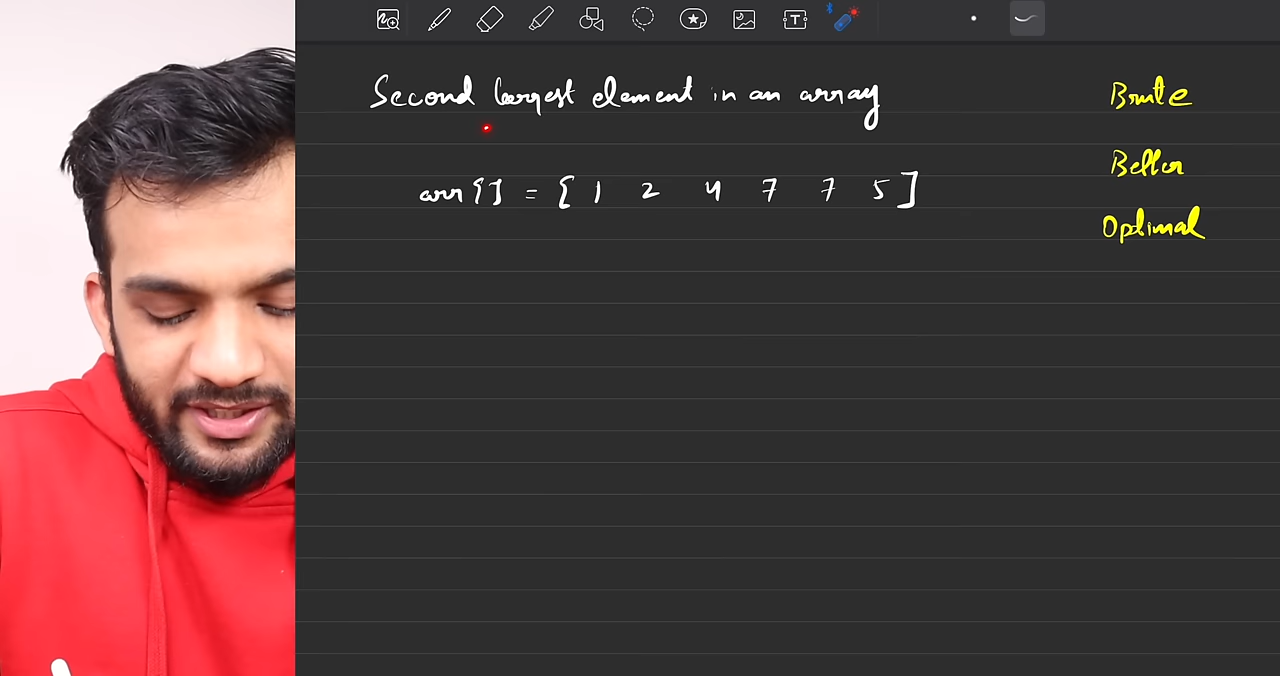 Second largest element in an array
arr[] = [ 1 2 4 7 7 5 ]
Brute
Better
Optimal